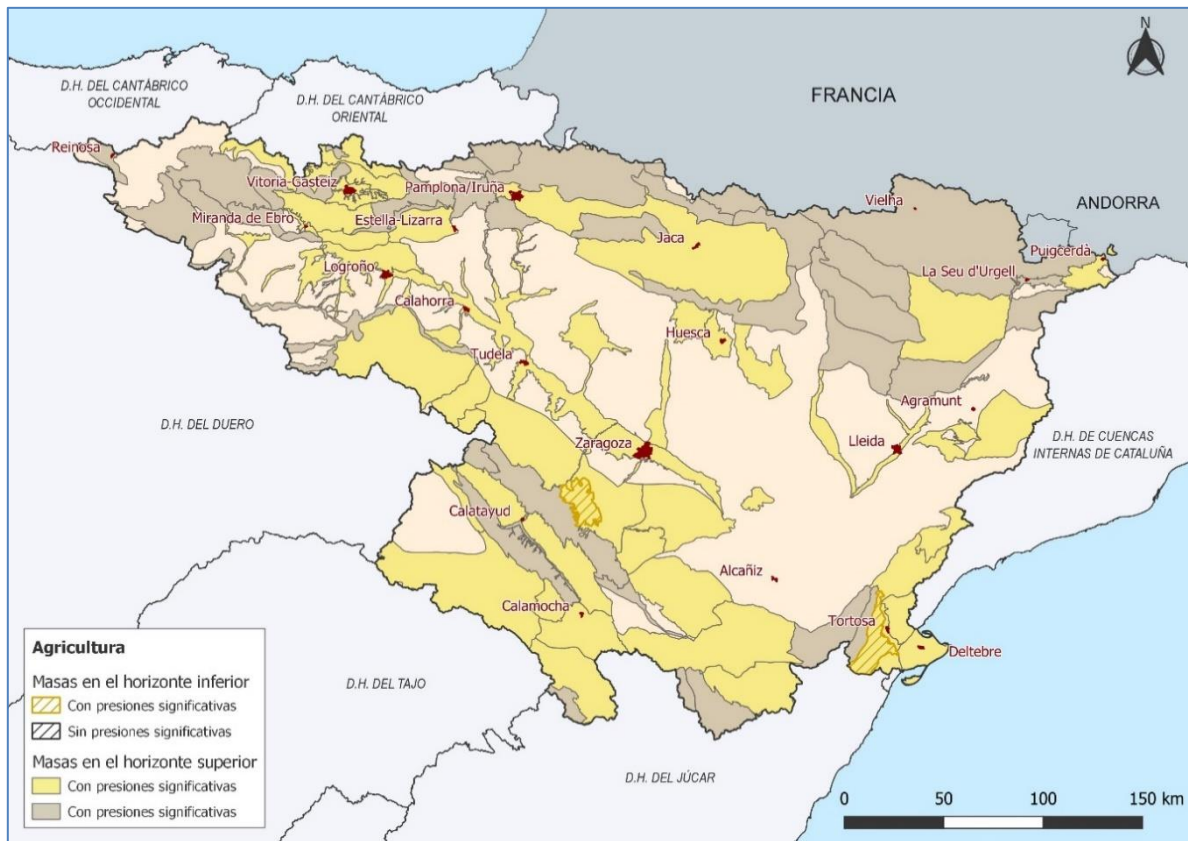 N
D.H. DEL CANTÁBRICO
OCCIDENTAL
D.H. DEL CANTÁBRICO
ORIENTAL
FRANCIA
Reinosa
Vitoria-Gasteiz
Pamplona/Iruña
Vielha
ANDORRA
Miranda de Ebro
Estella-Lizarra
Jaca
Puigcerdà
La Seu d'Urgell
Logroño
Calahorra
Huesca
Tudela
Agramunt
D.H. DEL DUERO
Zaragoza
Lleida
D.H. DE CUENCAS
INTERNAS DE CATALUÑA
Calatayud
Alcañiz
Calamocha
Tortosa
Deltebre
D.H. DEL TAJO
D.H. DEL JÚCAR
Agricultura
Masas en el horizonte inferior
Con presiones significativas
Sin presiones significativas
Masas en el horizonte superior
Con presiones significativas
Con presiones significativas
0 50 100 150 km